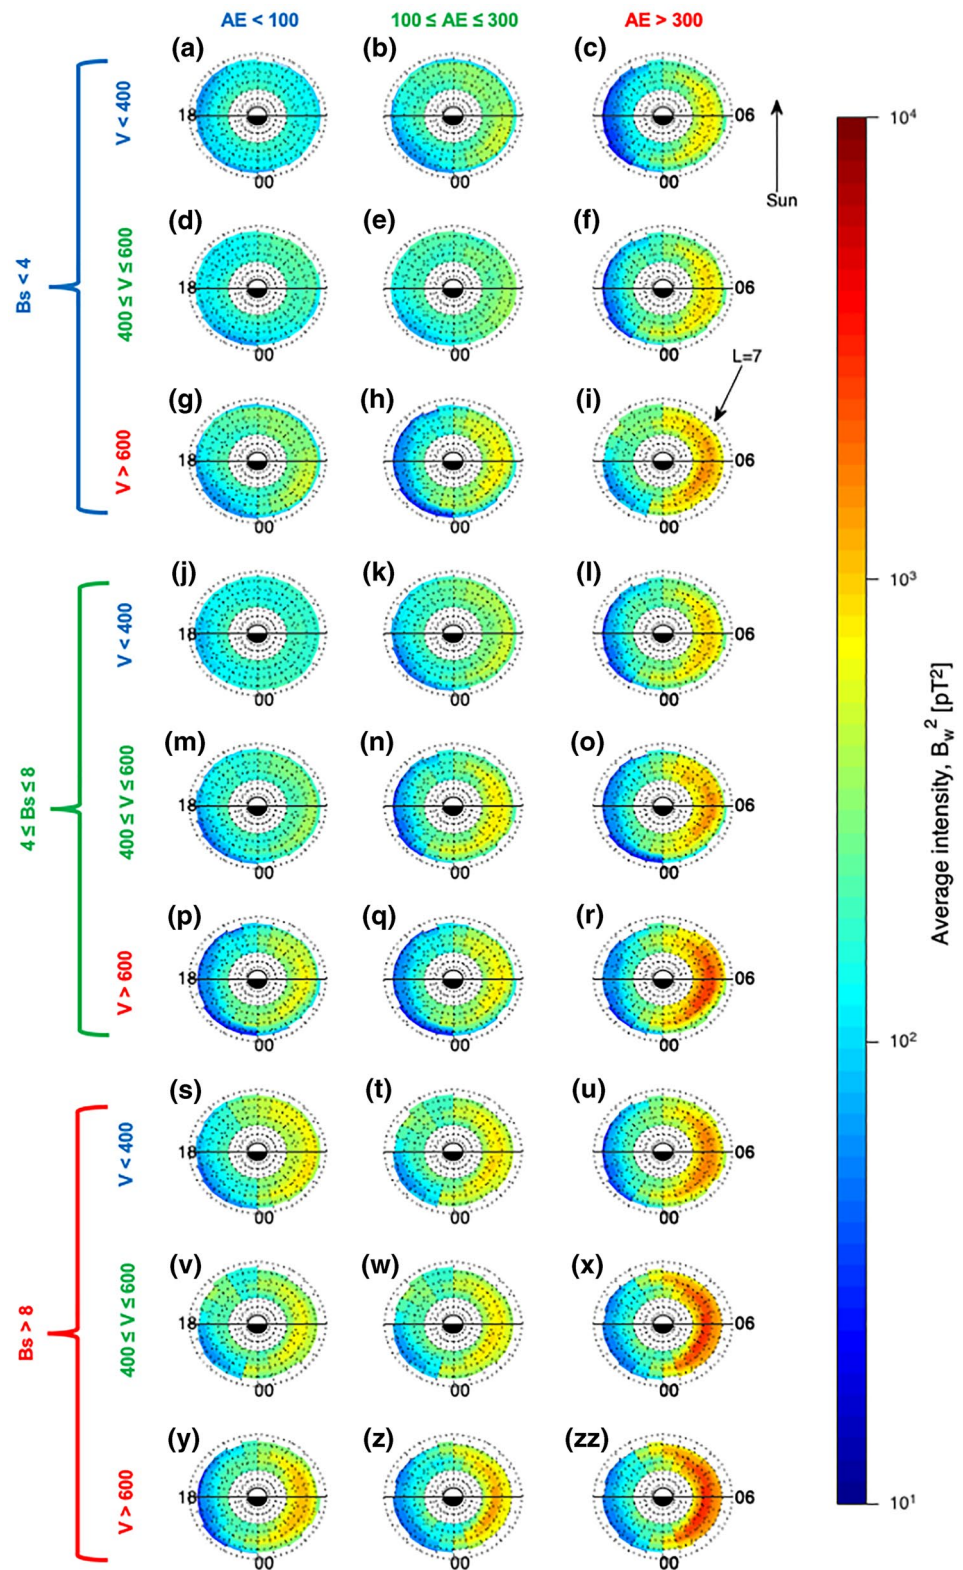 AE < 100 100 ≤ AE ≤ 300 AE > 300
(a) (b) (c)
V < 400
18 06
00 00 00
Sun
10⁴
(d) (e) (f)
Bs < 4
400 ≤ V ≤ 600
18 06
00 00 00
L=7
(g) (h) (i)
V > 600
18 06
00 00 00
10³
(j) (k) (l)
V < 400
18 06
00 00 00
(m) (n) (o)
4 ≤ Bs ≤ 8
400 ≤ V ≤ 600
18 06
00 00 00
Average intensity, B_w² [pT²]
(p) (q) (r)
V > 600
18 06
00 00 00
10²
(s) (t) (u)
V < 400
18 06
00 00 00
(v) (w) (x)
Bs > 8
400 ≤ V ≤ 600
18 06
00 00 00
(y) (z) (zz)
V > 600
18 06
00 00 00
10¹